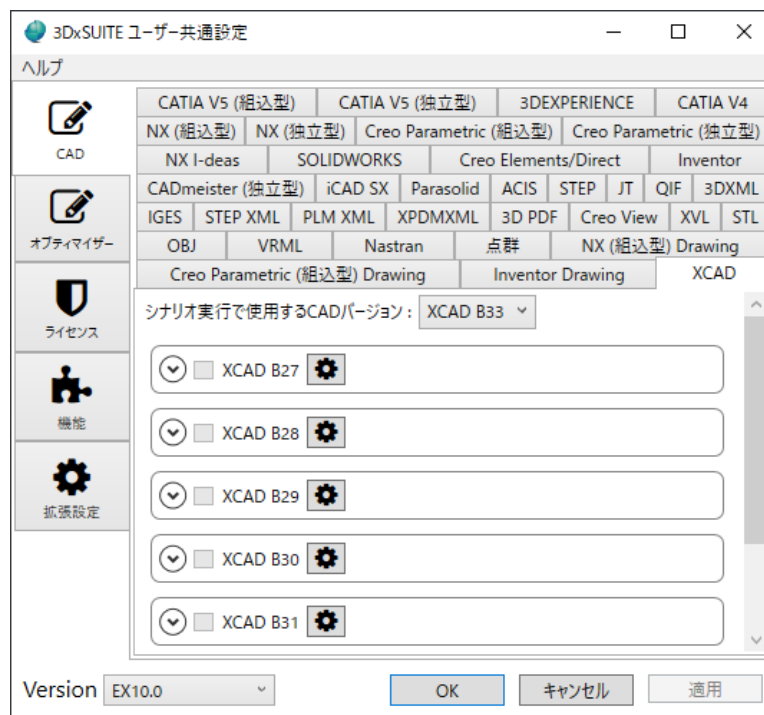 3DxSUITE ユーザー共通設定
ヘルプ
CAD
オプティマイザー
ライセンス
機能
拡張設定
CATIA V5 (組込型) CATIA V5 (独立型) 3DEXPERIENCE CATIA V4
NX (組込型) NX (独立型) Creo Parametric (組込型) Creo Parametric (独立型)
NX I-deas SOLIDWORKS Creo Elements/Direct Inventor
CADmeister (独立型) iCAD SX Parasolid ACIS STEP JT QIF 3DXML
IGES STEP XML PLM XML XPDMXML 3D PDF Creo View XVL STL
OBJ VRML Nastran 点群 NX (組込型) Drawing
Creo Parametric (組込型) Drawing Inventor Drawing XCAD
シナリオ実行で使用するCADバージョン : XCAD B33
XCAD B27
XCAD B28
XCAD B29
XCAD B30
XCAD B31
Version EX10.0 OK キャンセル 適用